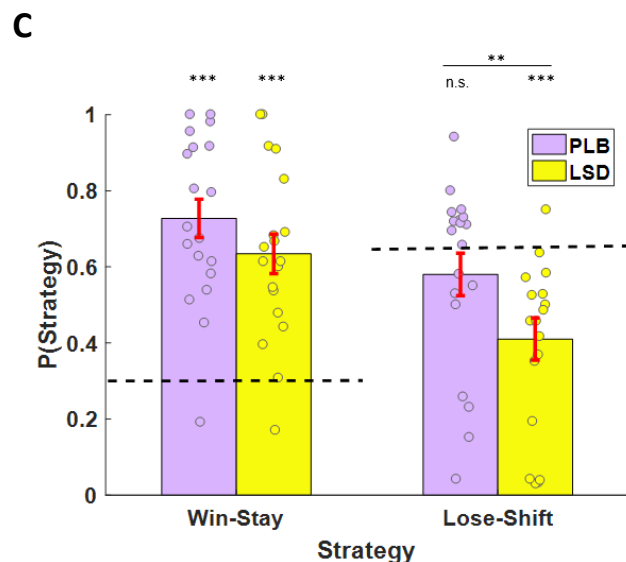 C
**
*** *** n.s. ***
PLB
LSD
1
0.8
0.6
0.4
0.2
0
P(Strategy)
Win-Stay Lose-Shift
Strategy